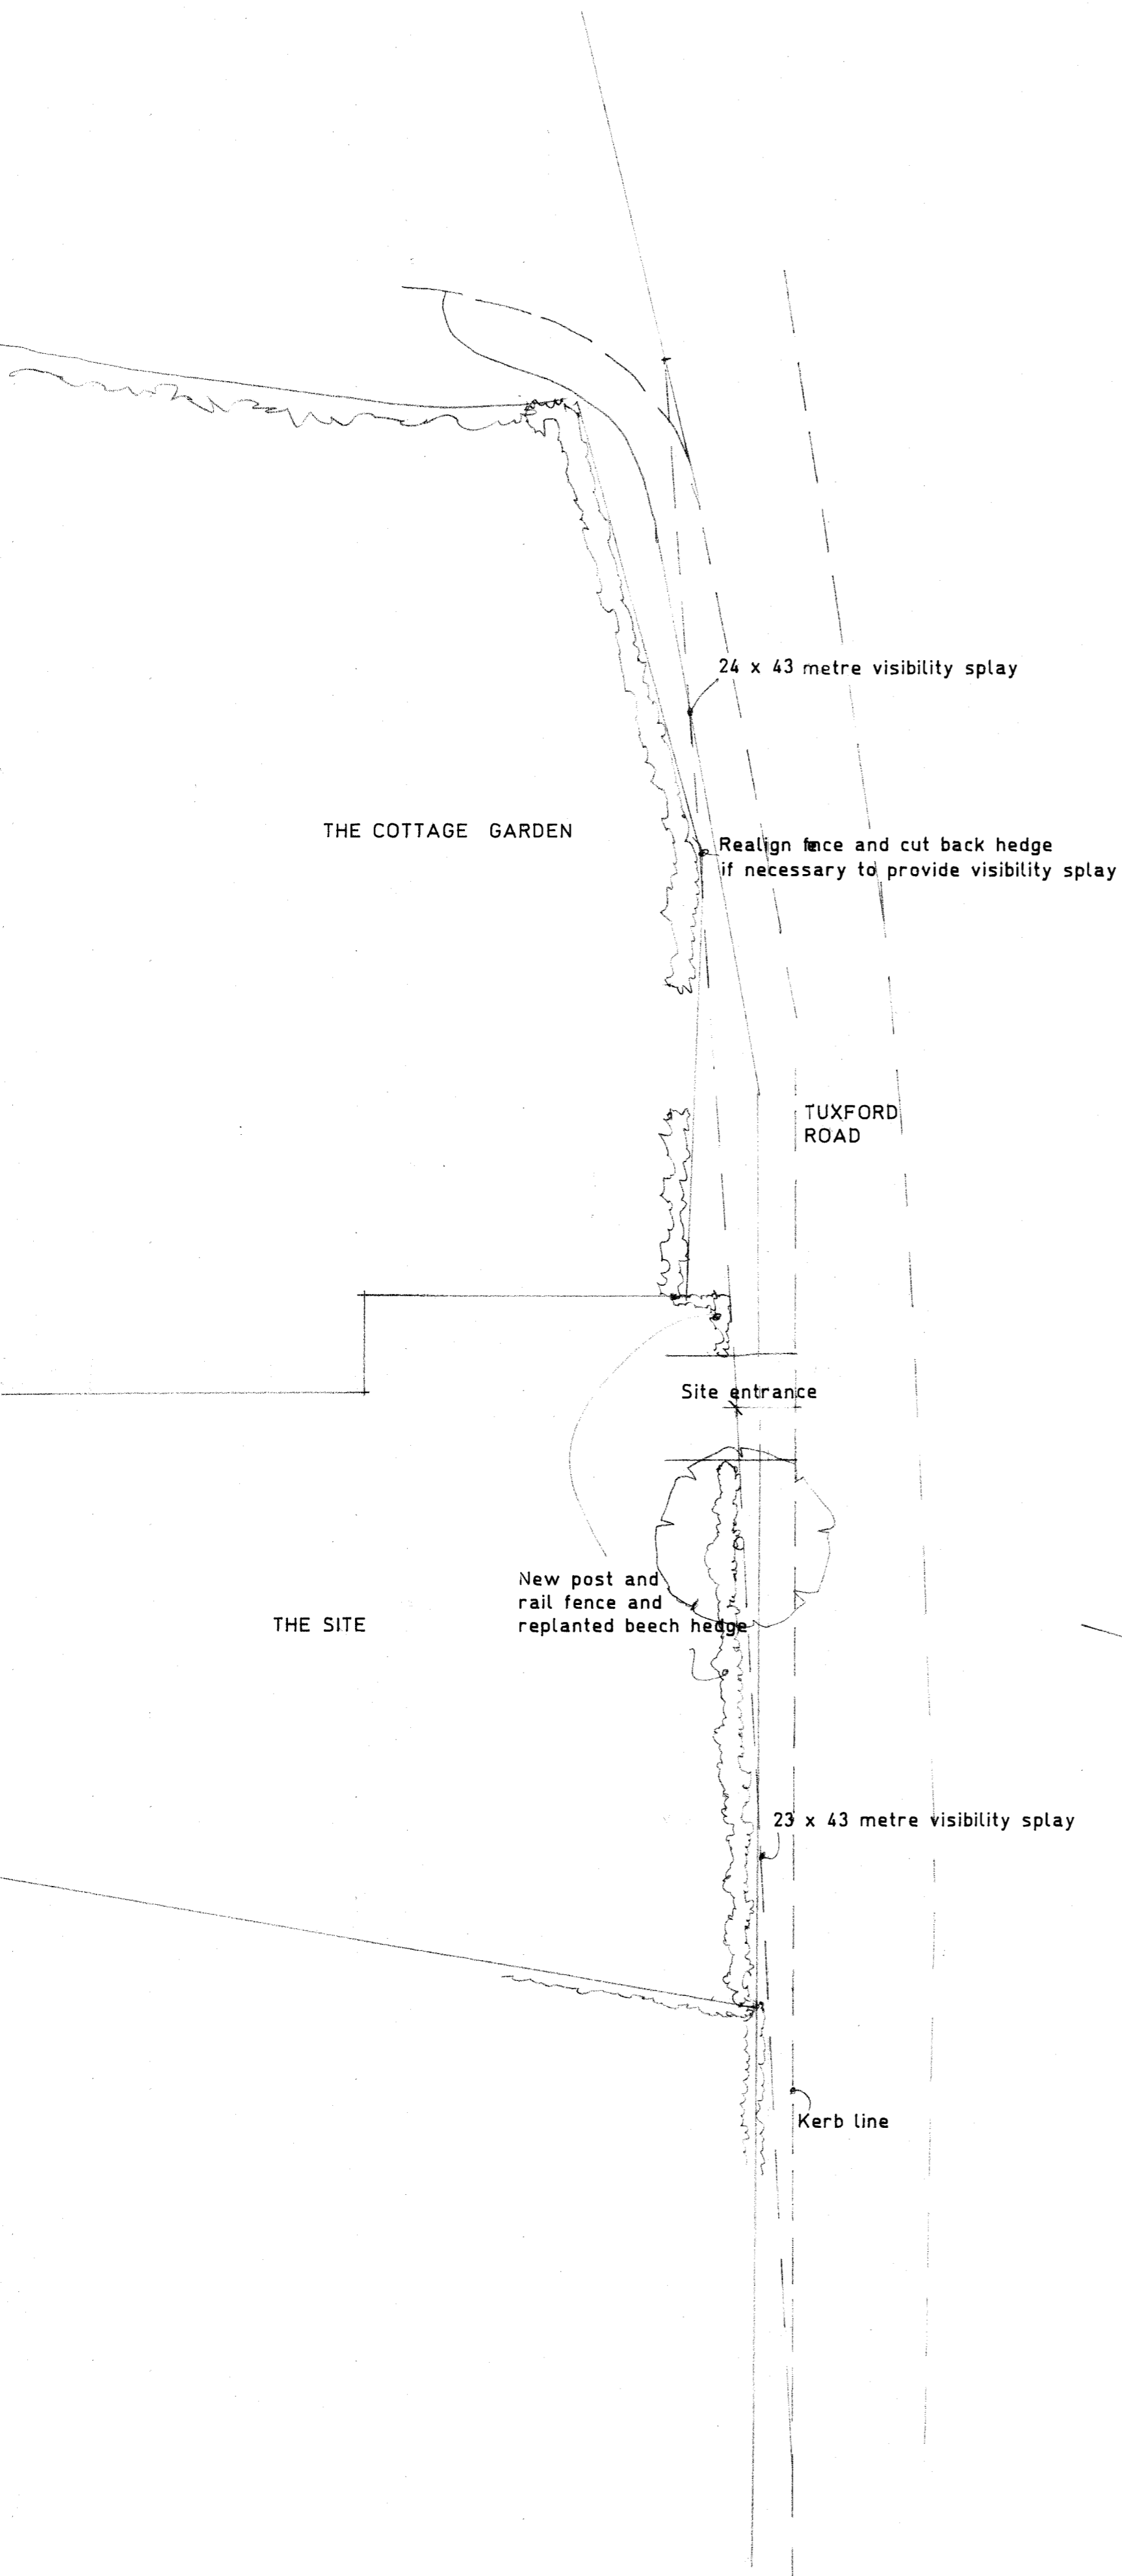 24 x 43 metre visibility splay
THE COTTAGE GARDEN
Realign fence and cut back hedge
if necessary to provide visibility splay
TUXFORD
ROAD
Site entrance
New post and
rail fence and
replanted beech hedge
THE SITE
23 x 43 metre visibility splay
Kerb line